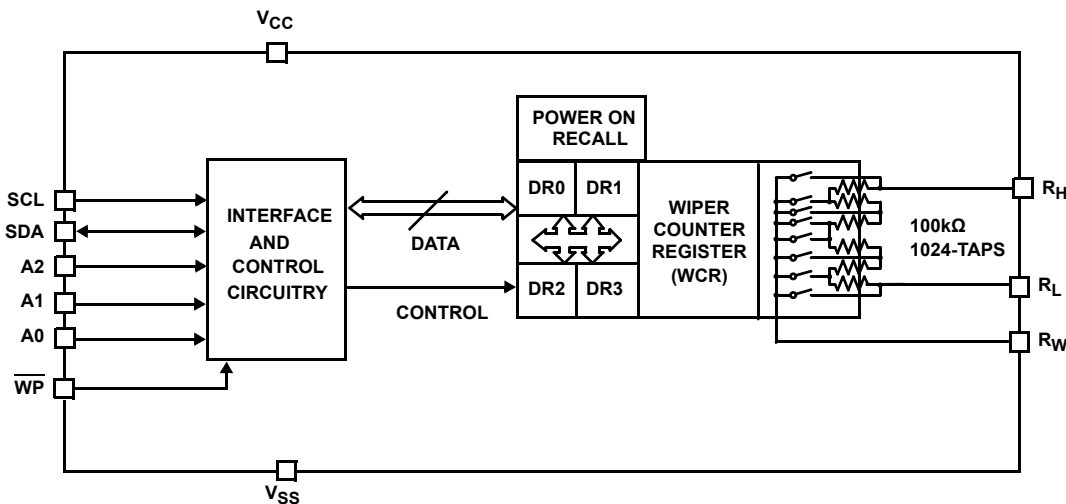 VCC
POWER ON
RECALL
SCL
SDA
A2
A1
A0
WP
INTERFACE
AND
CONTROL
CIRCUITRY
DATA
CONTROL
DR0
DR1
DR2
DR3
WIPER
COUNTER
REGISTER
(WCR)
100kΩ
1024-TAPS
RH
RL
RW
VSS